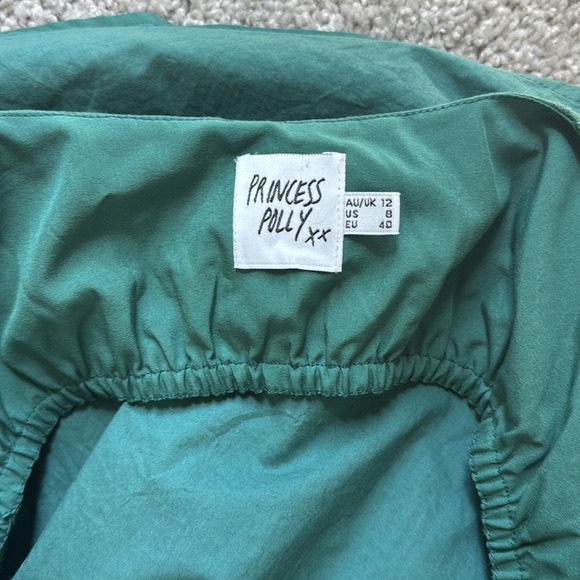 PRINCESS
POLLY xx
AU/UK 12
US 8
EU 40